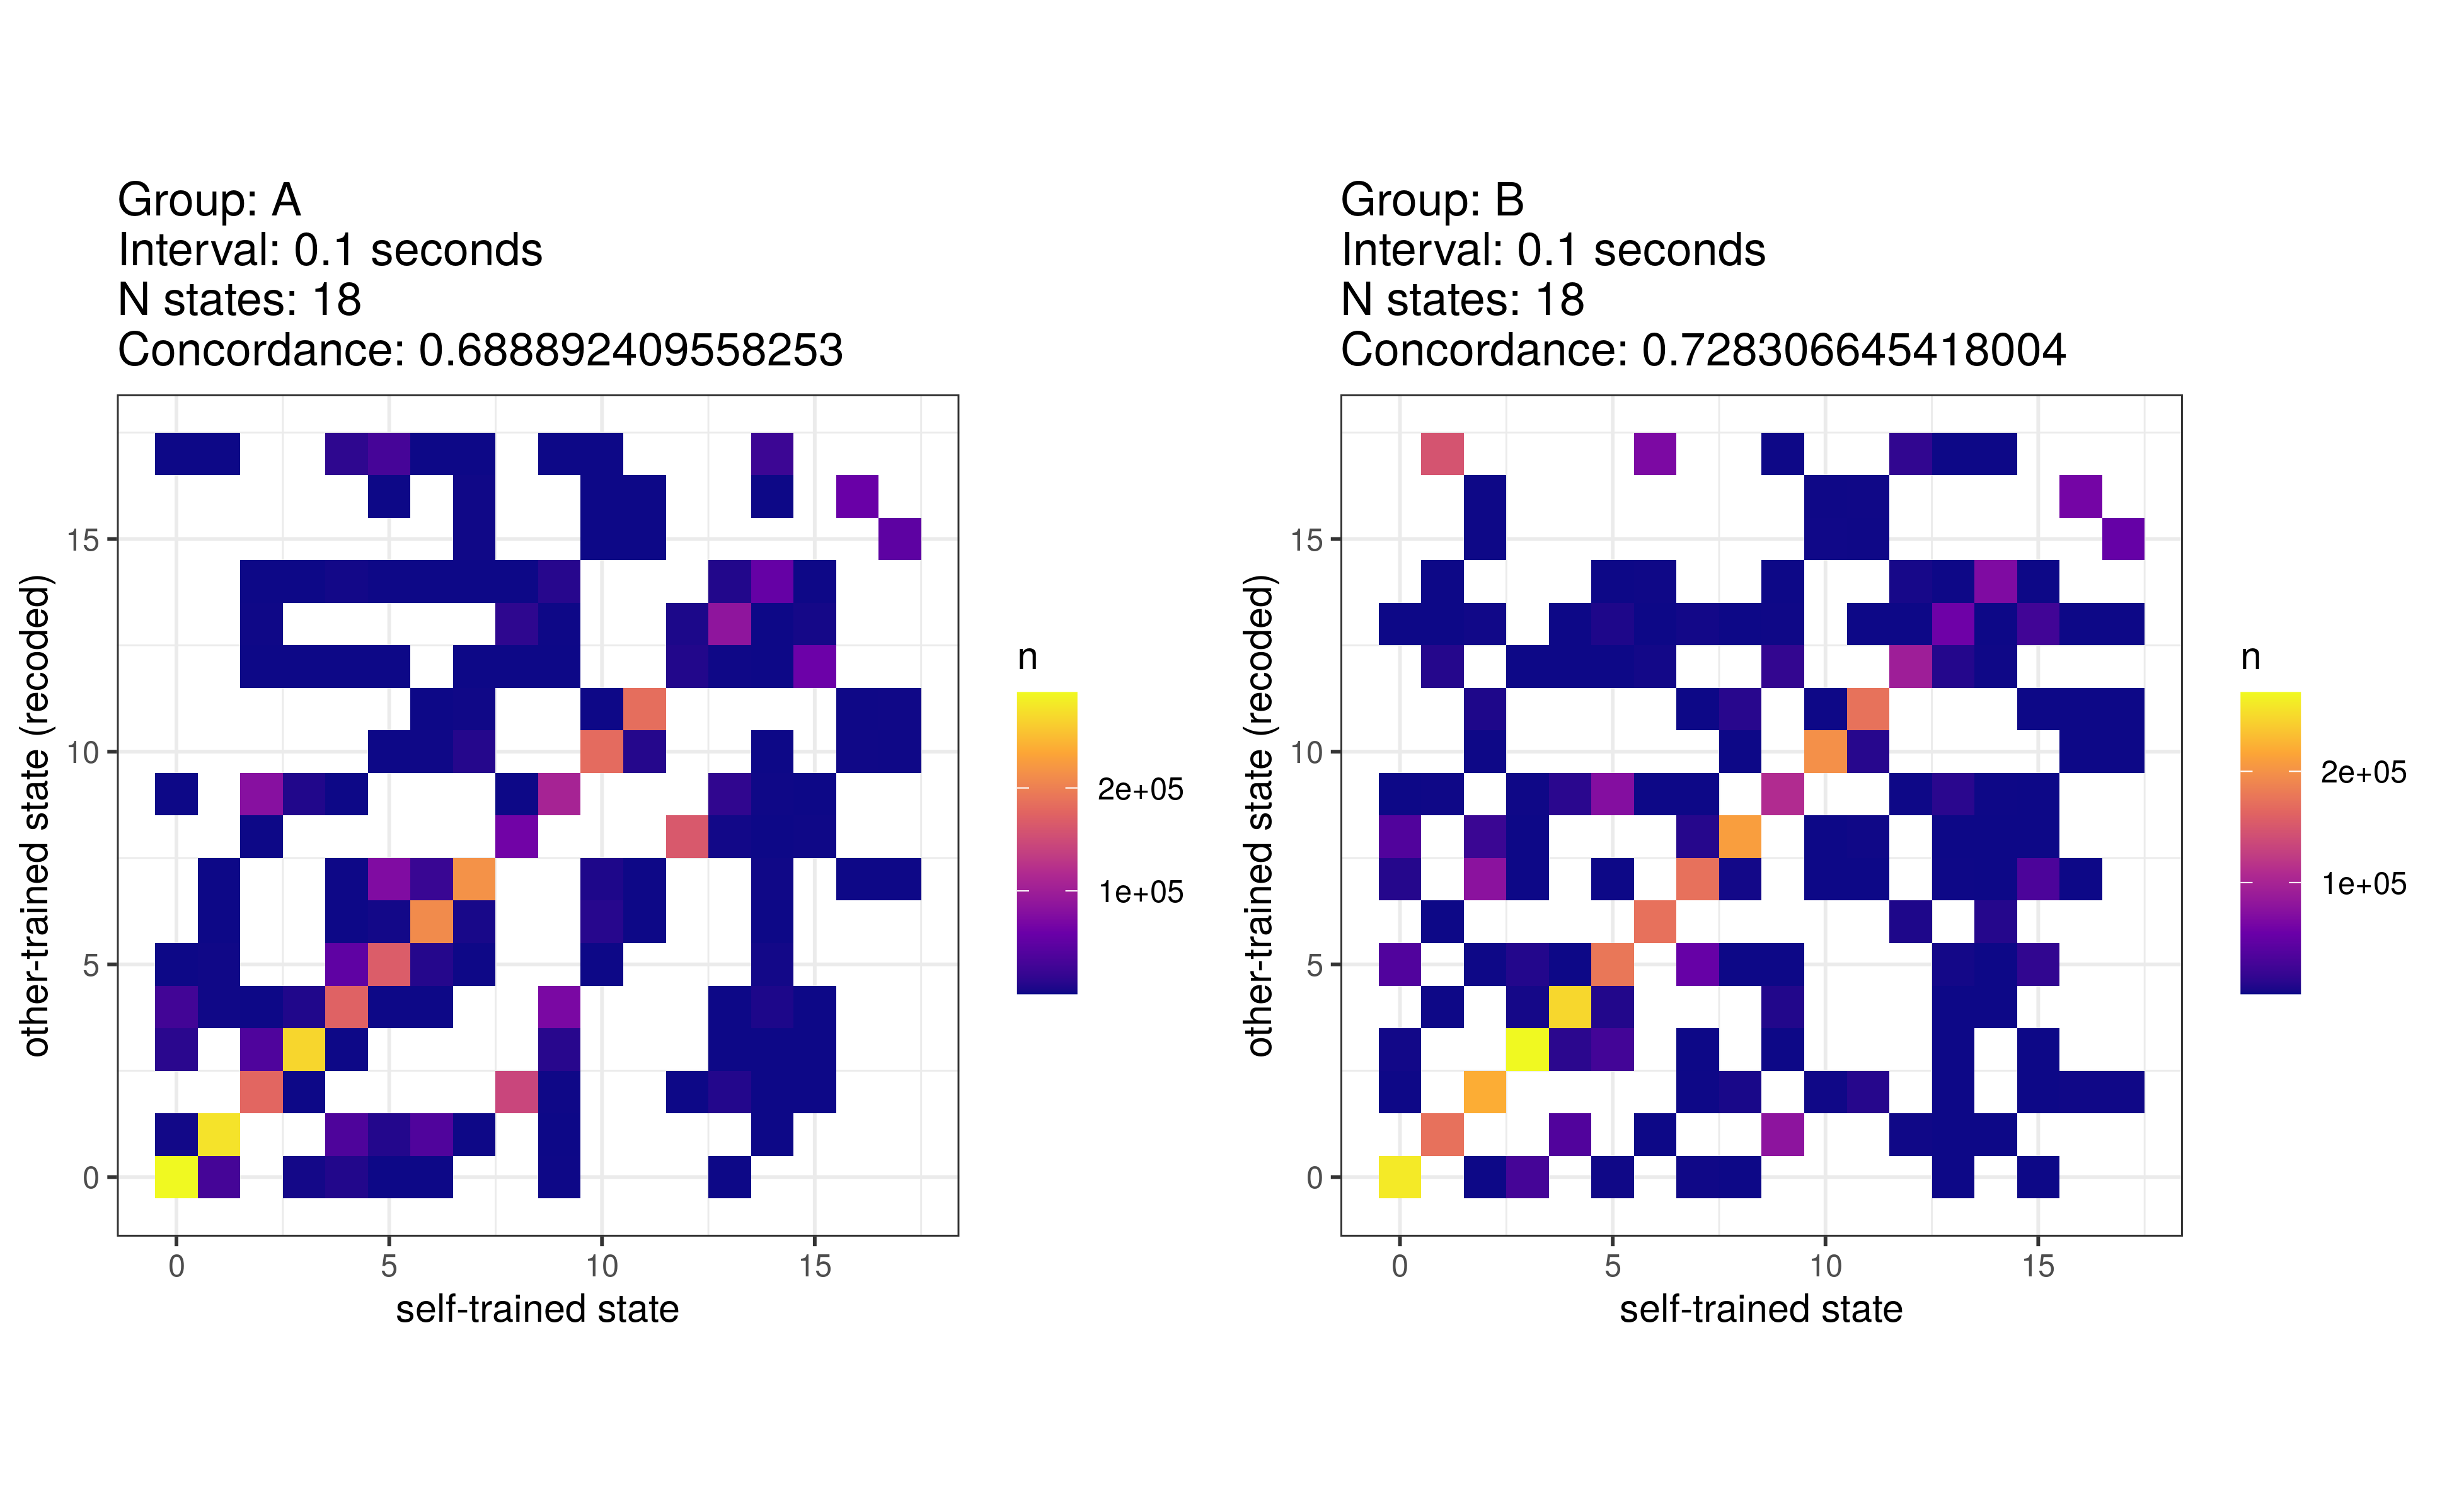 Group: A
Interval: 0.1 seconds
N states: 18
Concordance: 0.688892409558253
other-trained state (recoded)
15
10
5
0
0 5 10 15
self-trained state
n
2e+05
1e+05
Group: B
Interval: 0.1 seconds
N states: 18
Concordance: 0.728306645418004
other-trained state (recoded)
15
10
5
0
0 5 10 15
self-trained state
n
2e+05
1e+05